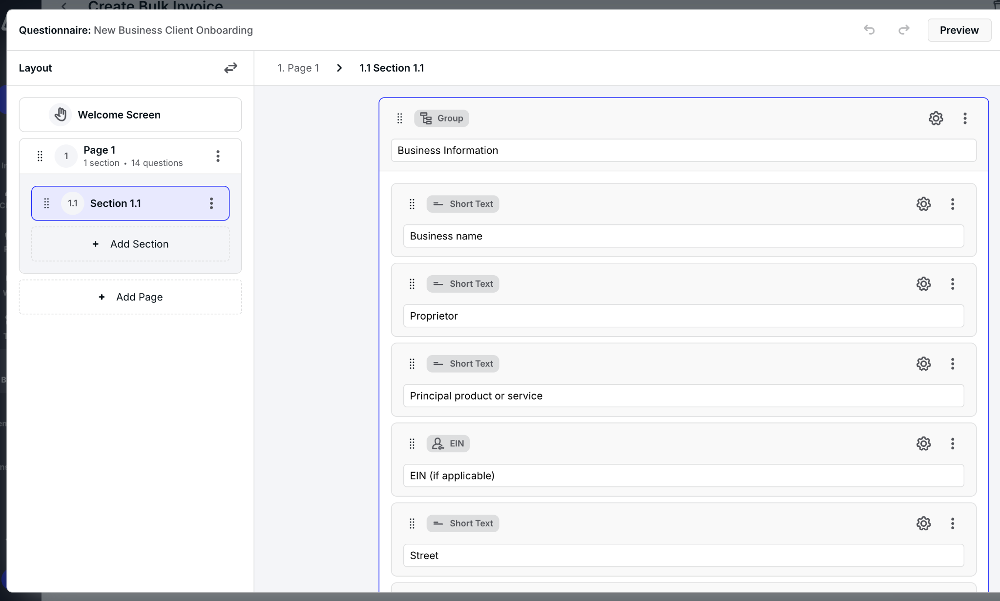 Create Bulk Invoice
Questionnaire: New Business Client Onboarding
Preview
Layout
1. Page 1
1.1 Section 1.1
Welcome Screen
1
Page 1
1 section • 14 questions
1.1
Section 1.1
+ Add Section
+ Add Page
Group
Business Information
Short Text
Business name
Short Text
Proprietor
Short Text
Principal product or service
EIN
EIN (if applicable)
Short Text
Street